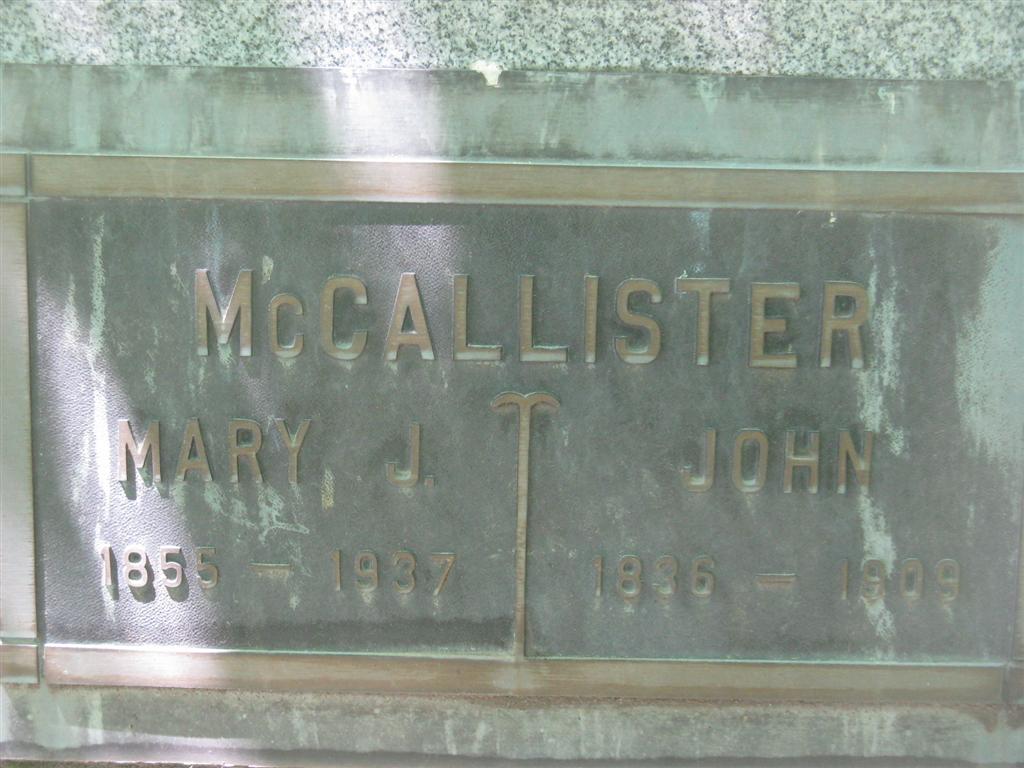 McCALLISTER
MARY J. JOHN
1855 – 1937 1836 – 1909